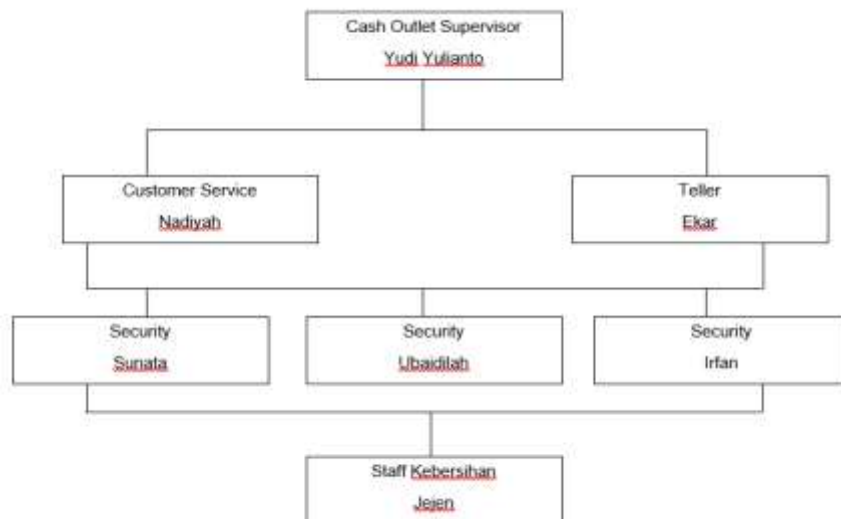 Cash Outlet Supervisor
Yudi Yulianto
Customer Service
Nadiyah
Teller
Ekar
Security
Sunata
Security
Ubaidilah
Security
Irfan
Staff Kebersihan
Jejen